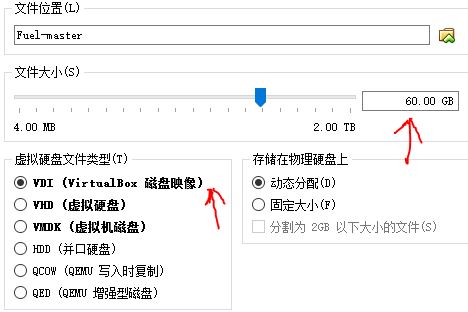 文件位置(L)
Fuel-master
文件大小(S)
60.00 GB
4.00 MB
2.00 TB
虚拟硬盘文件类型(T)
VDI (VirtualBox 磁盘映像)
VHD (虚拟硬盘)
VMDK (虚拟机磁盘)
HDD (并口硬盘)
QCOW (QEMU 写入时复制)
QED (QEMU 增强型磁盘)
存储在物理硬盘上
动态分配(D)
固定大小(F)
分割为 2GB 以下大小的文件(S)